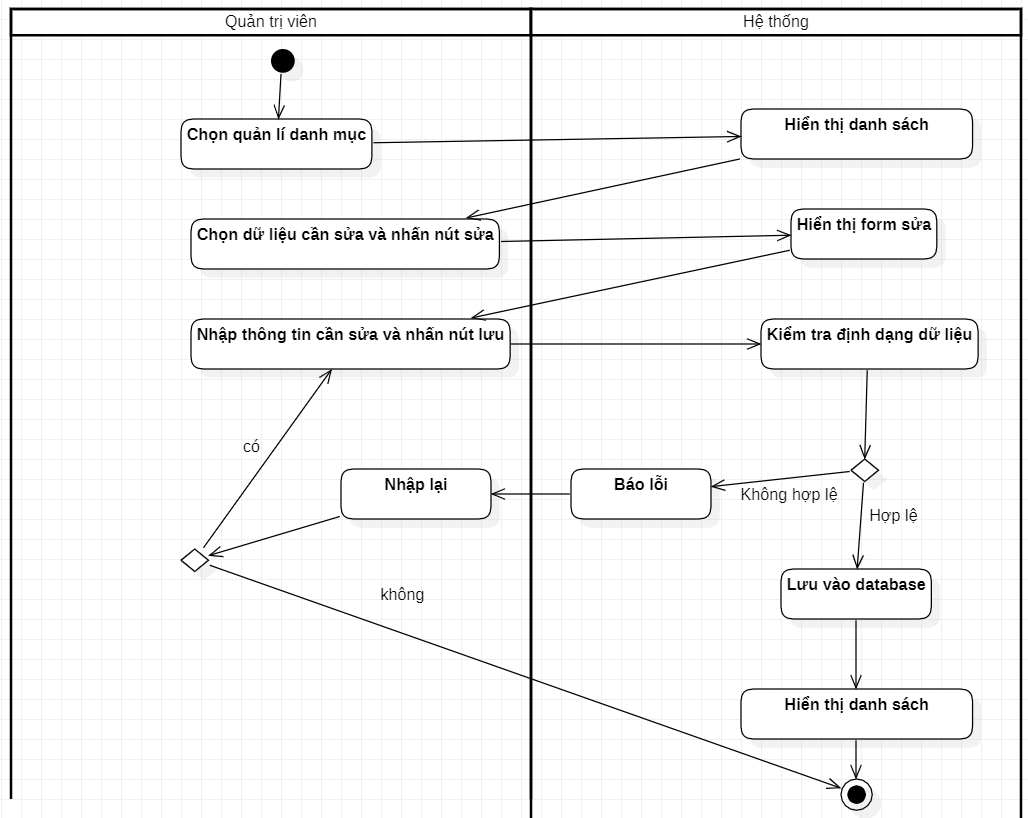 Quản trị viên
Hệ thống
Chọn quản lí danh mục
Hiển thị danh sách
Chọn dữ liệu cần sửa và nhấn nút sửa
Hiển thị form sửa
Nhập thông tin cần sửa và nhấn nút lưu
Kiểm tra định dạng dữ liệu
có
Nhập lại
Báo lỗi
Không hợp lệ
Hợp lệ
không
Lưu vào database
Hiển thị danh sách